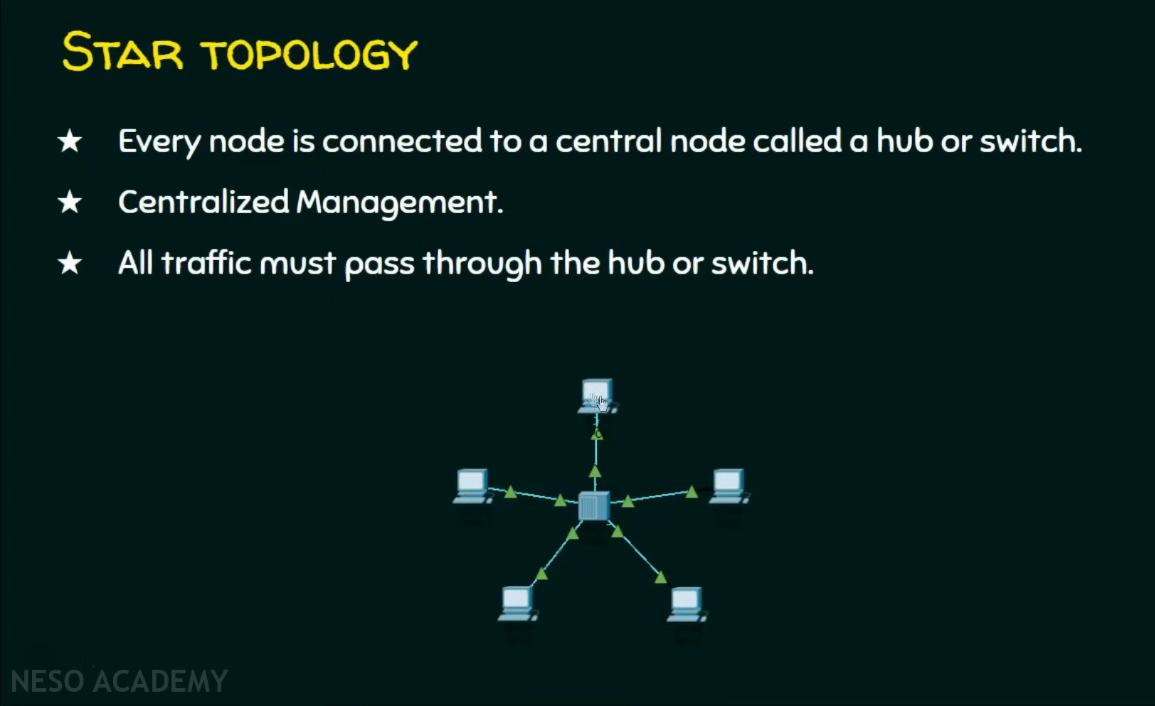 Star topology
★ Every node is connected to a central node called a hub or switch.
★ Centralized Management.
★ All traffic must pass through the hub or switch.
NESO ACADEMY